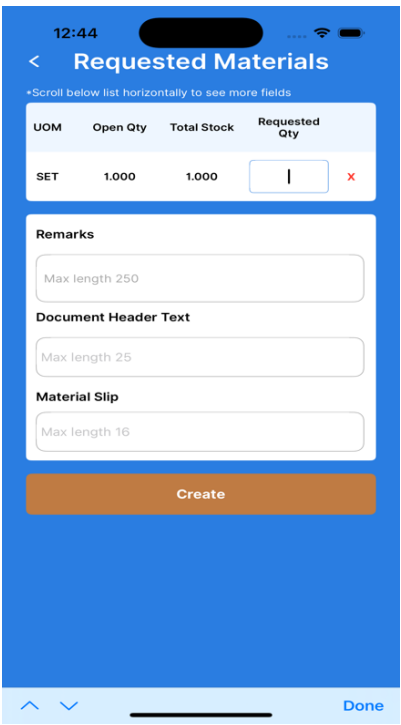 12:44
< Requested Materials
*Scroll below list horizontally to see more fields
UOM Open Qty Total Stock Requested Qty
SET 1.000 1.000 x
Remarks
Max length 250
Document Header Text
Max length 25
Material Slip
Max length 16
Create
Done